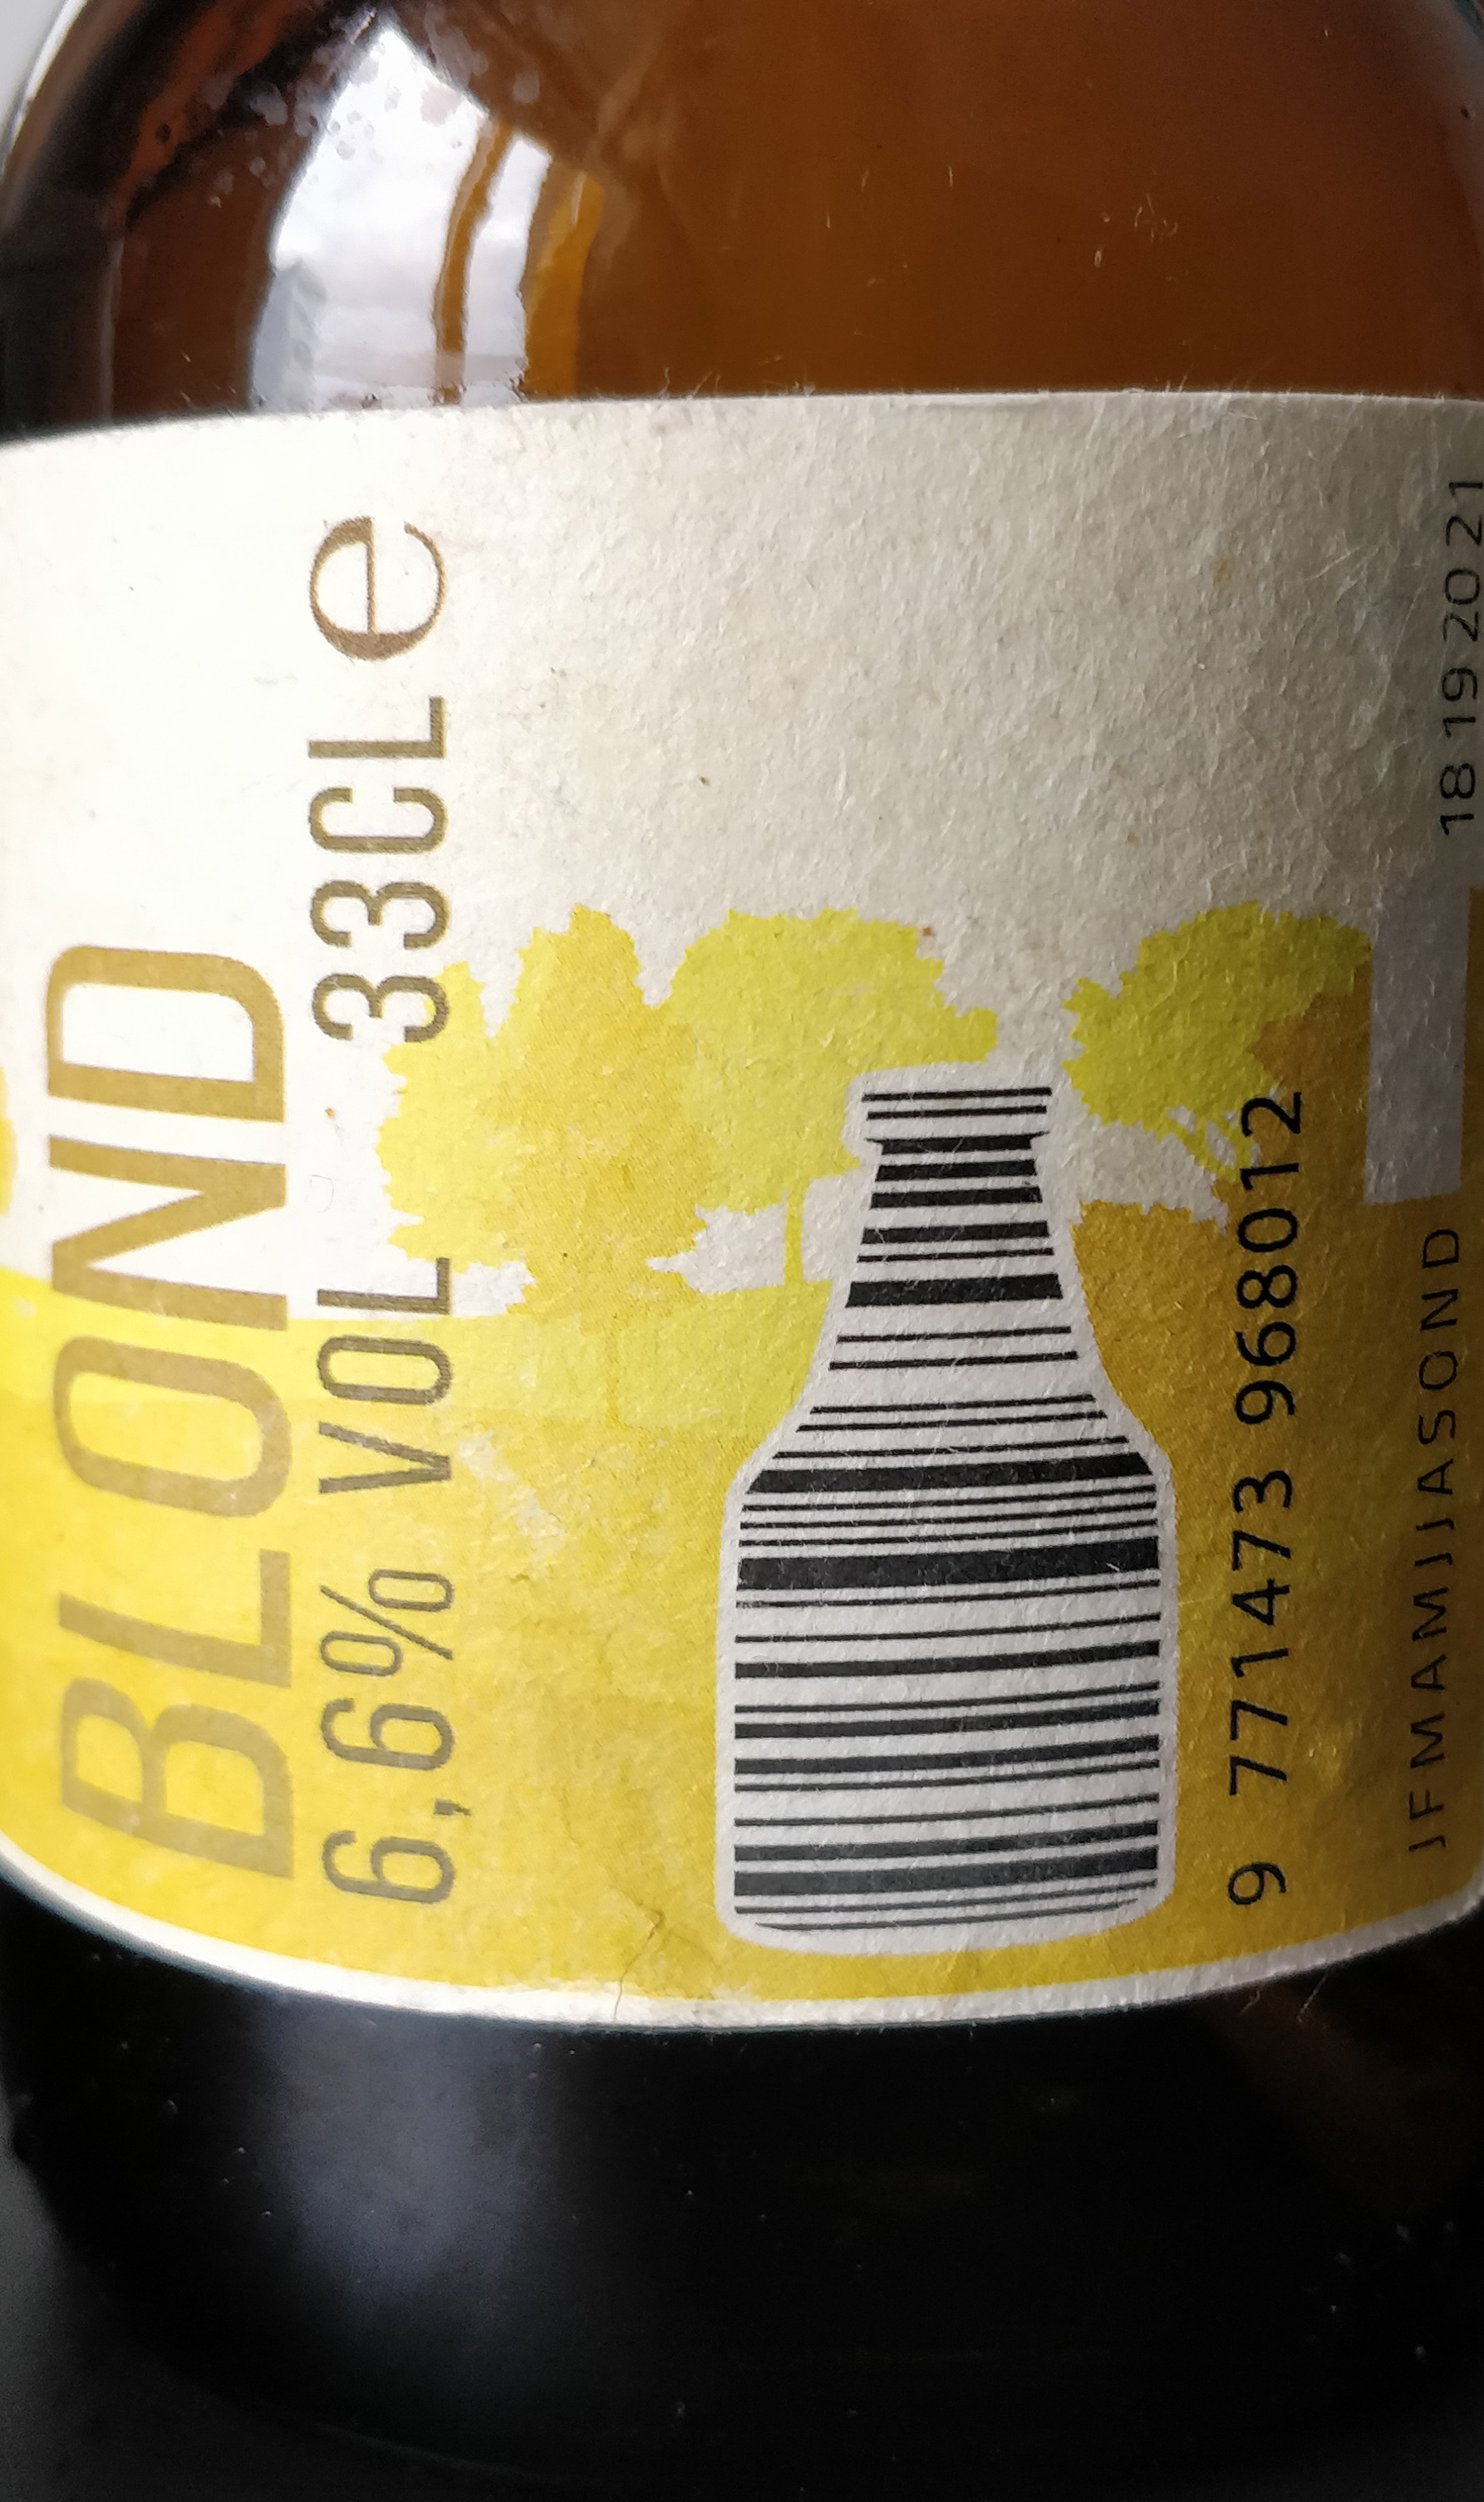 BLOND
6,6% VOL 33CL e
9 771473 968012
JFMAMJJASOND 18 19 20 21